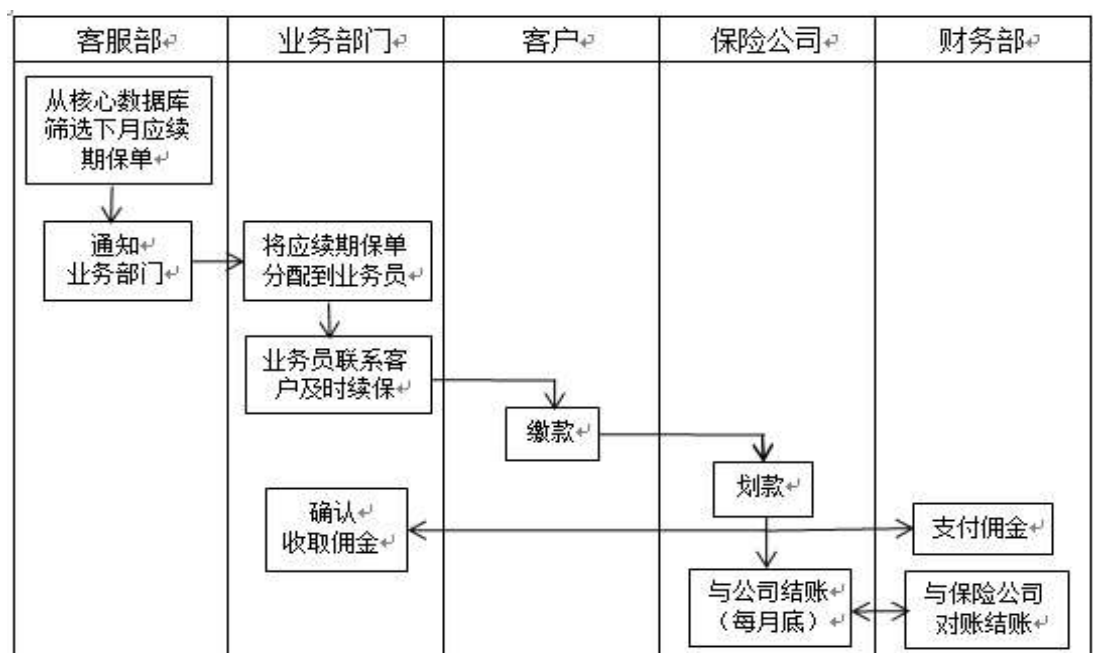 客服部
业务部门
客户
保险公司
财务部
从核心数据库
筛选下月应续
期保单
通知
业务部门
将应续期保单
分配到业务员
业务员联系客
户及时续保
缴款
划款
确认
收取佣金
支付佣金
与公司结账
（每月底）
与保险公司
对账结账